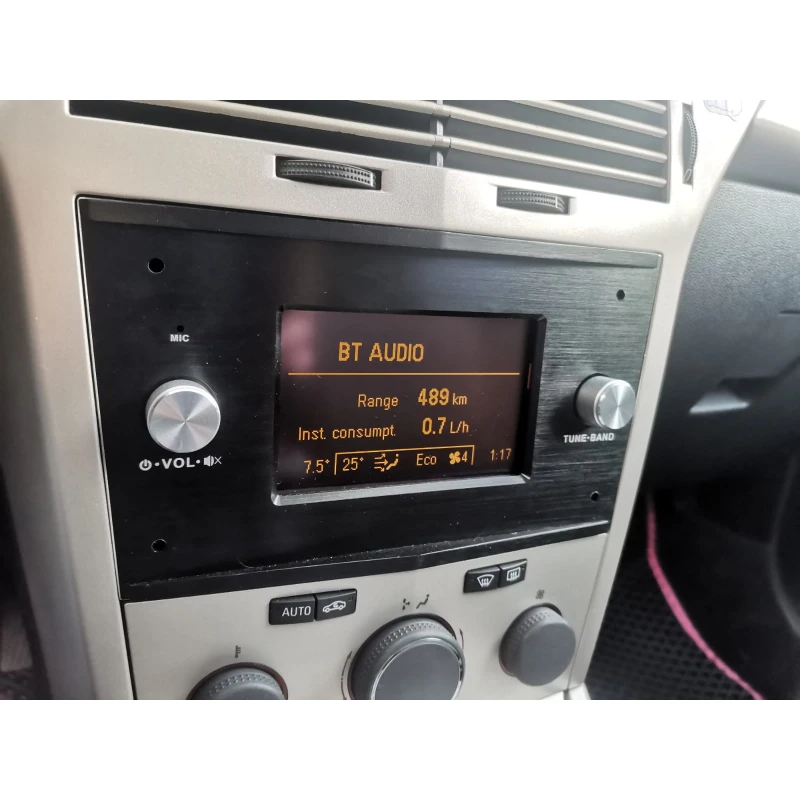 MIC
BT AUDIO
Range 489 km
Inst. consumpt. 0.7 L/h
7.5° 25° Eco 4 1:17
VOL
TUNE·BAND
AUTO